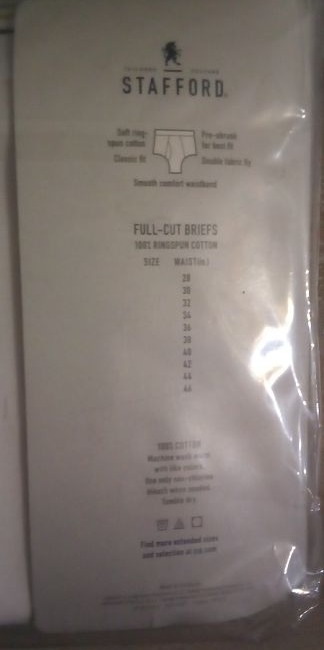 STAFFORD
Soft ring-
spun cotton
Classic fit
Pre-shrunk
for best fit
Double fabric fly
Smooth comfort waistband
FULL-CUT BRIEFS
100% RINGSPUN COTTON
SIZE WAIST(in.)
28
30
32
34
36
38
40
42
44
46
100% COTTON
Machine wash warm
with like colors.
Use only non-chlorine
bleach when needed.
Tumble dry.
Find more extended sizes
and selection at jcp.com